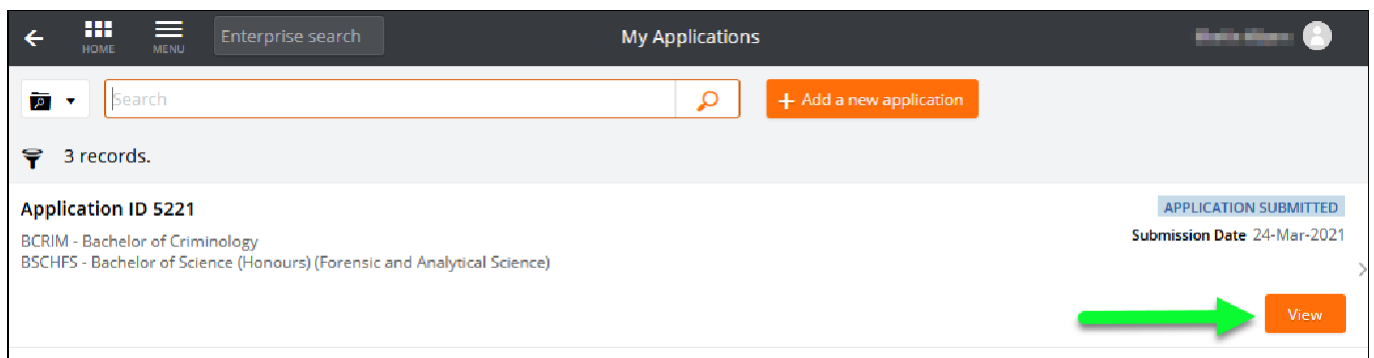 HOME
MENU
Enterprise search
My Applications
Search
+ Add a new application
3 records.
Application ID 5221
APPLICATION SUBMITTED
BCRIM - Bachelor of Criminology
Submission Date 24-Mar-2021
BSCHFS - Bachelor of Science (Honours) (Forensic and Analytical Science)
View